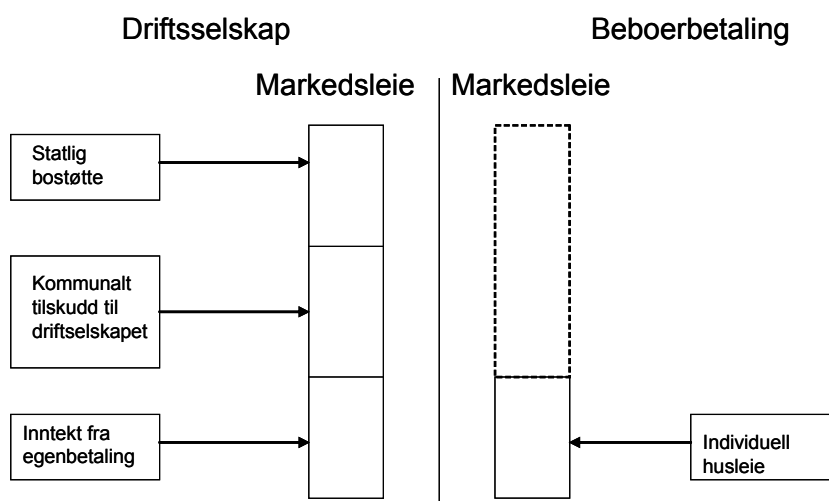 Driftsselskap
Beboerbetaling
Markedsleie
Markedsleie
Statlig
bostøtte
Kommunalt
tilskudd til
driftselskapet
Inntekt fra
egenbetaling
Individuell
husleie